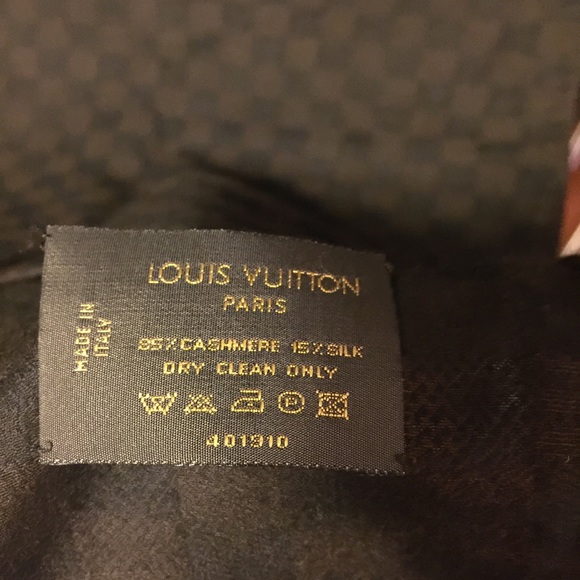 LOUIS VUITTON
PARIS
MADE IN
ITALY
85% CASHMERE 15% SILK
DRY CLEAN ONLY
401910